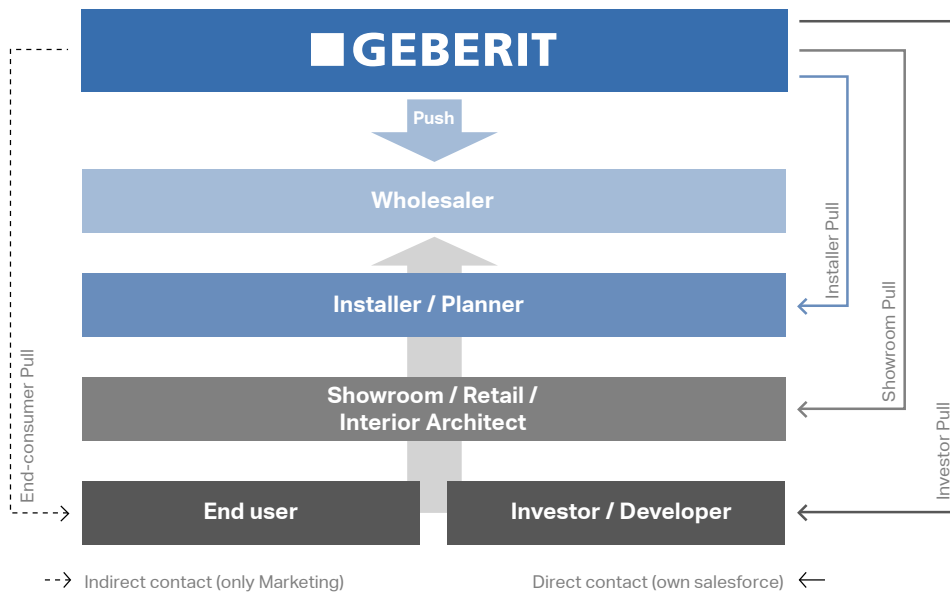 GEBERIT
Push
Wholesaler
Installer / Planner
Showroom / Retail /
Interior Architect
End user
Investor / Developer
End-consumer Pull
Installer Pull
Showroom Pull
Investor Pull
Indirect contact (only Marketing)
Direct contact (own salesforce)